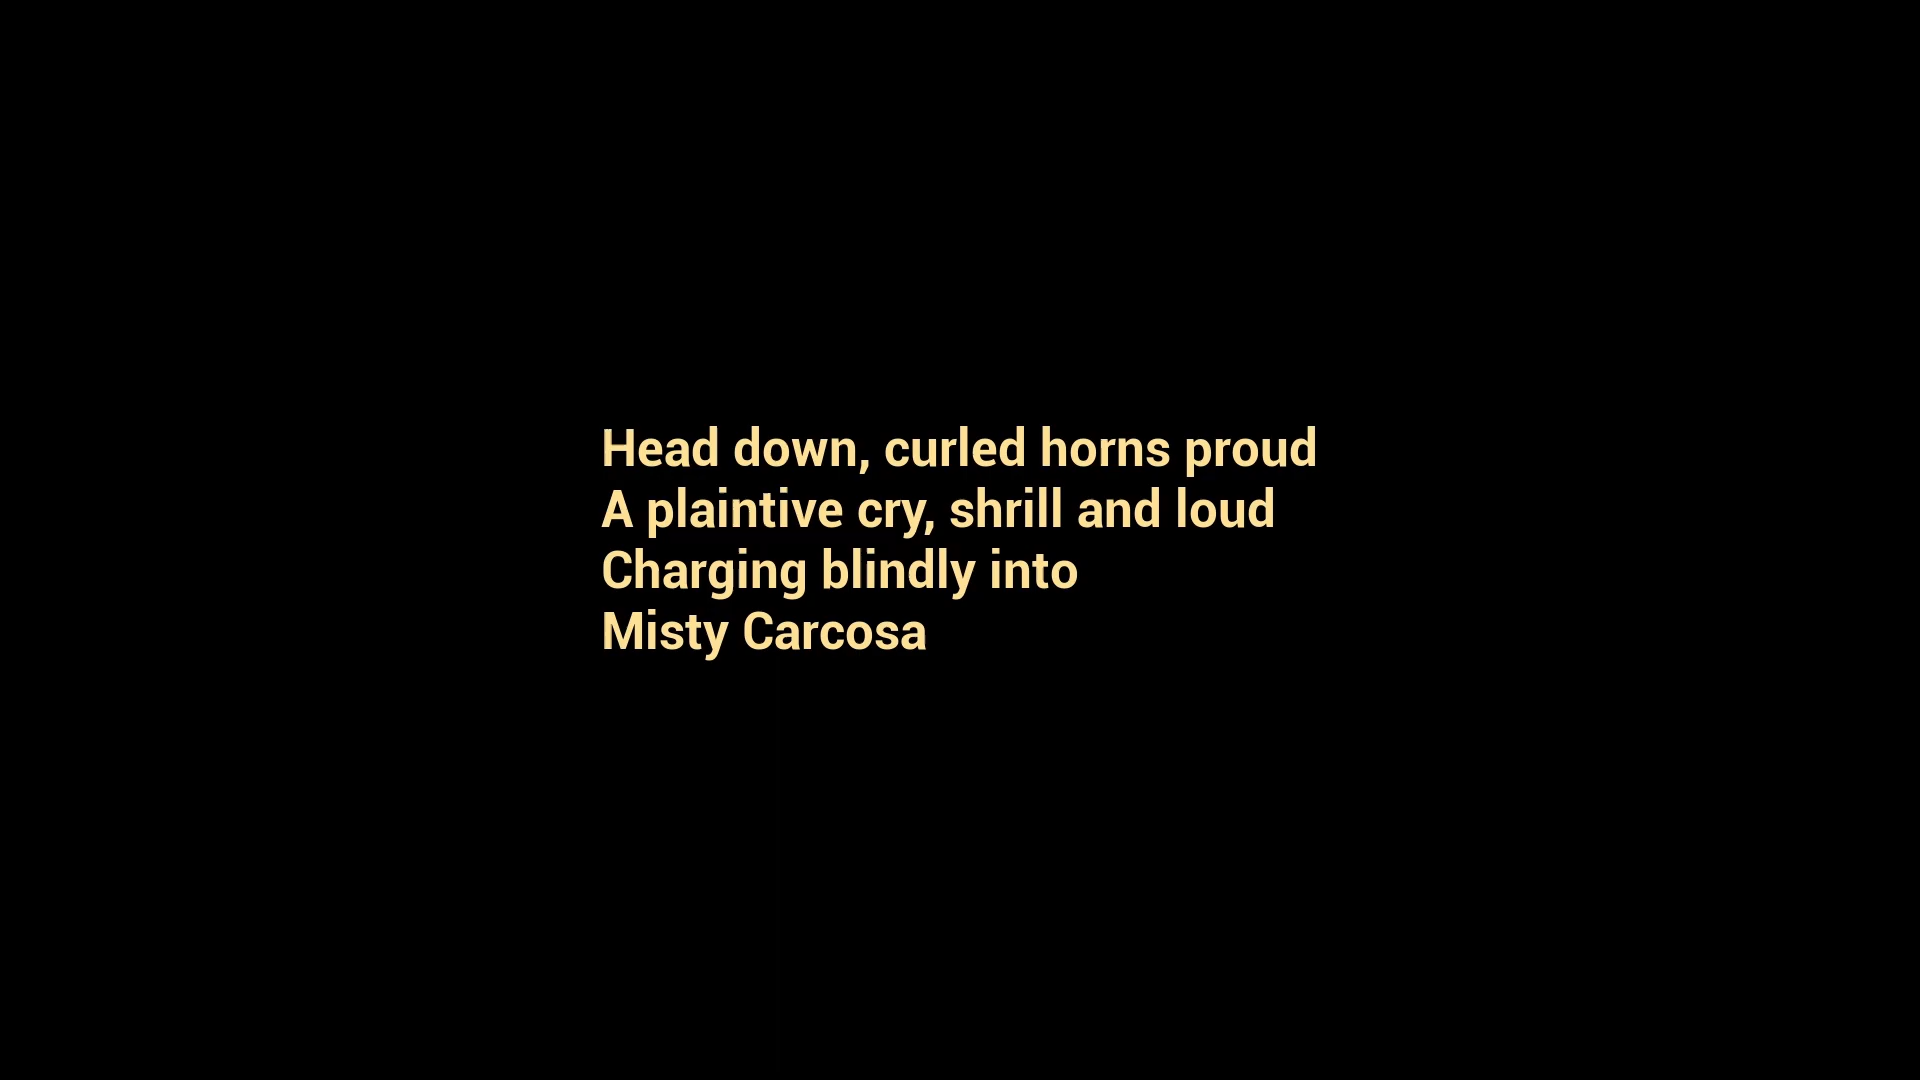 Head down, curled horns proud
A plaintive cry, shrill and loud
Charging blindly into
Misty Carcosa